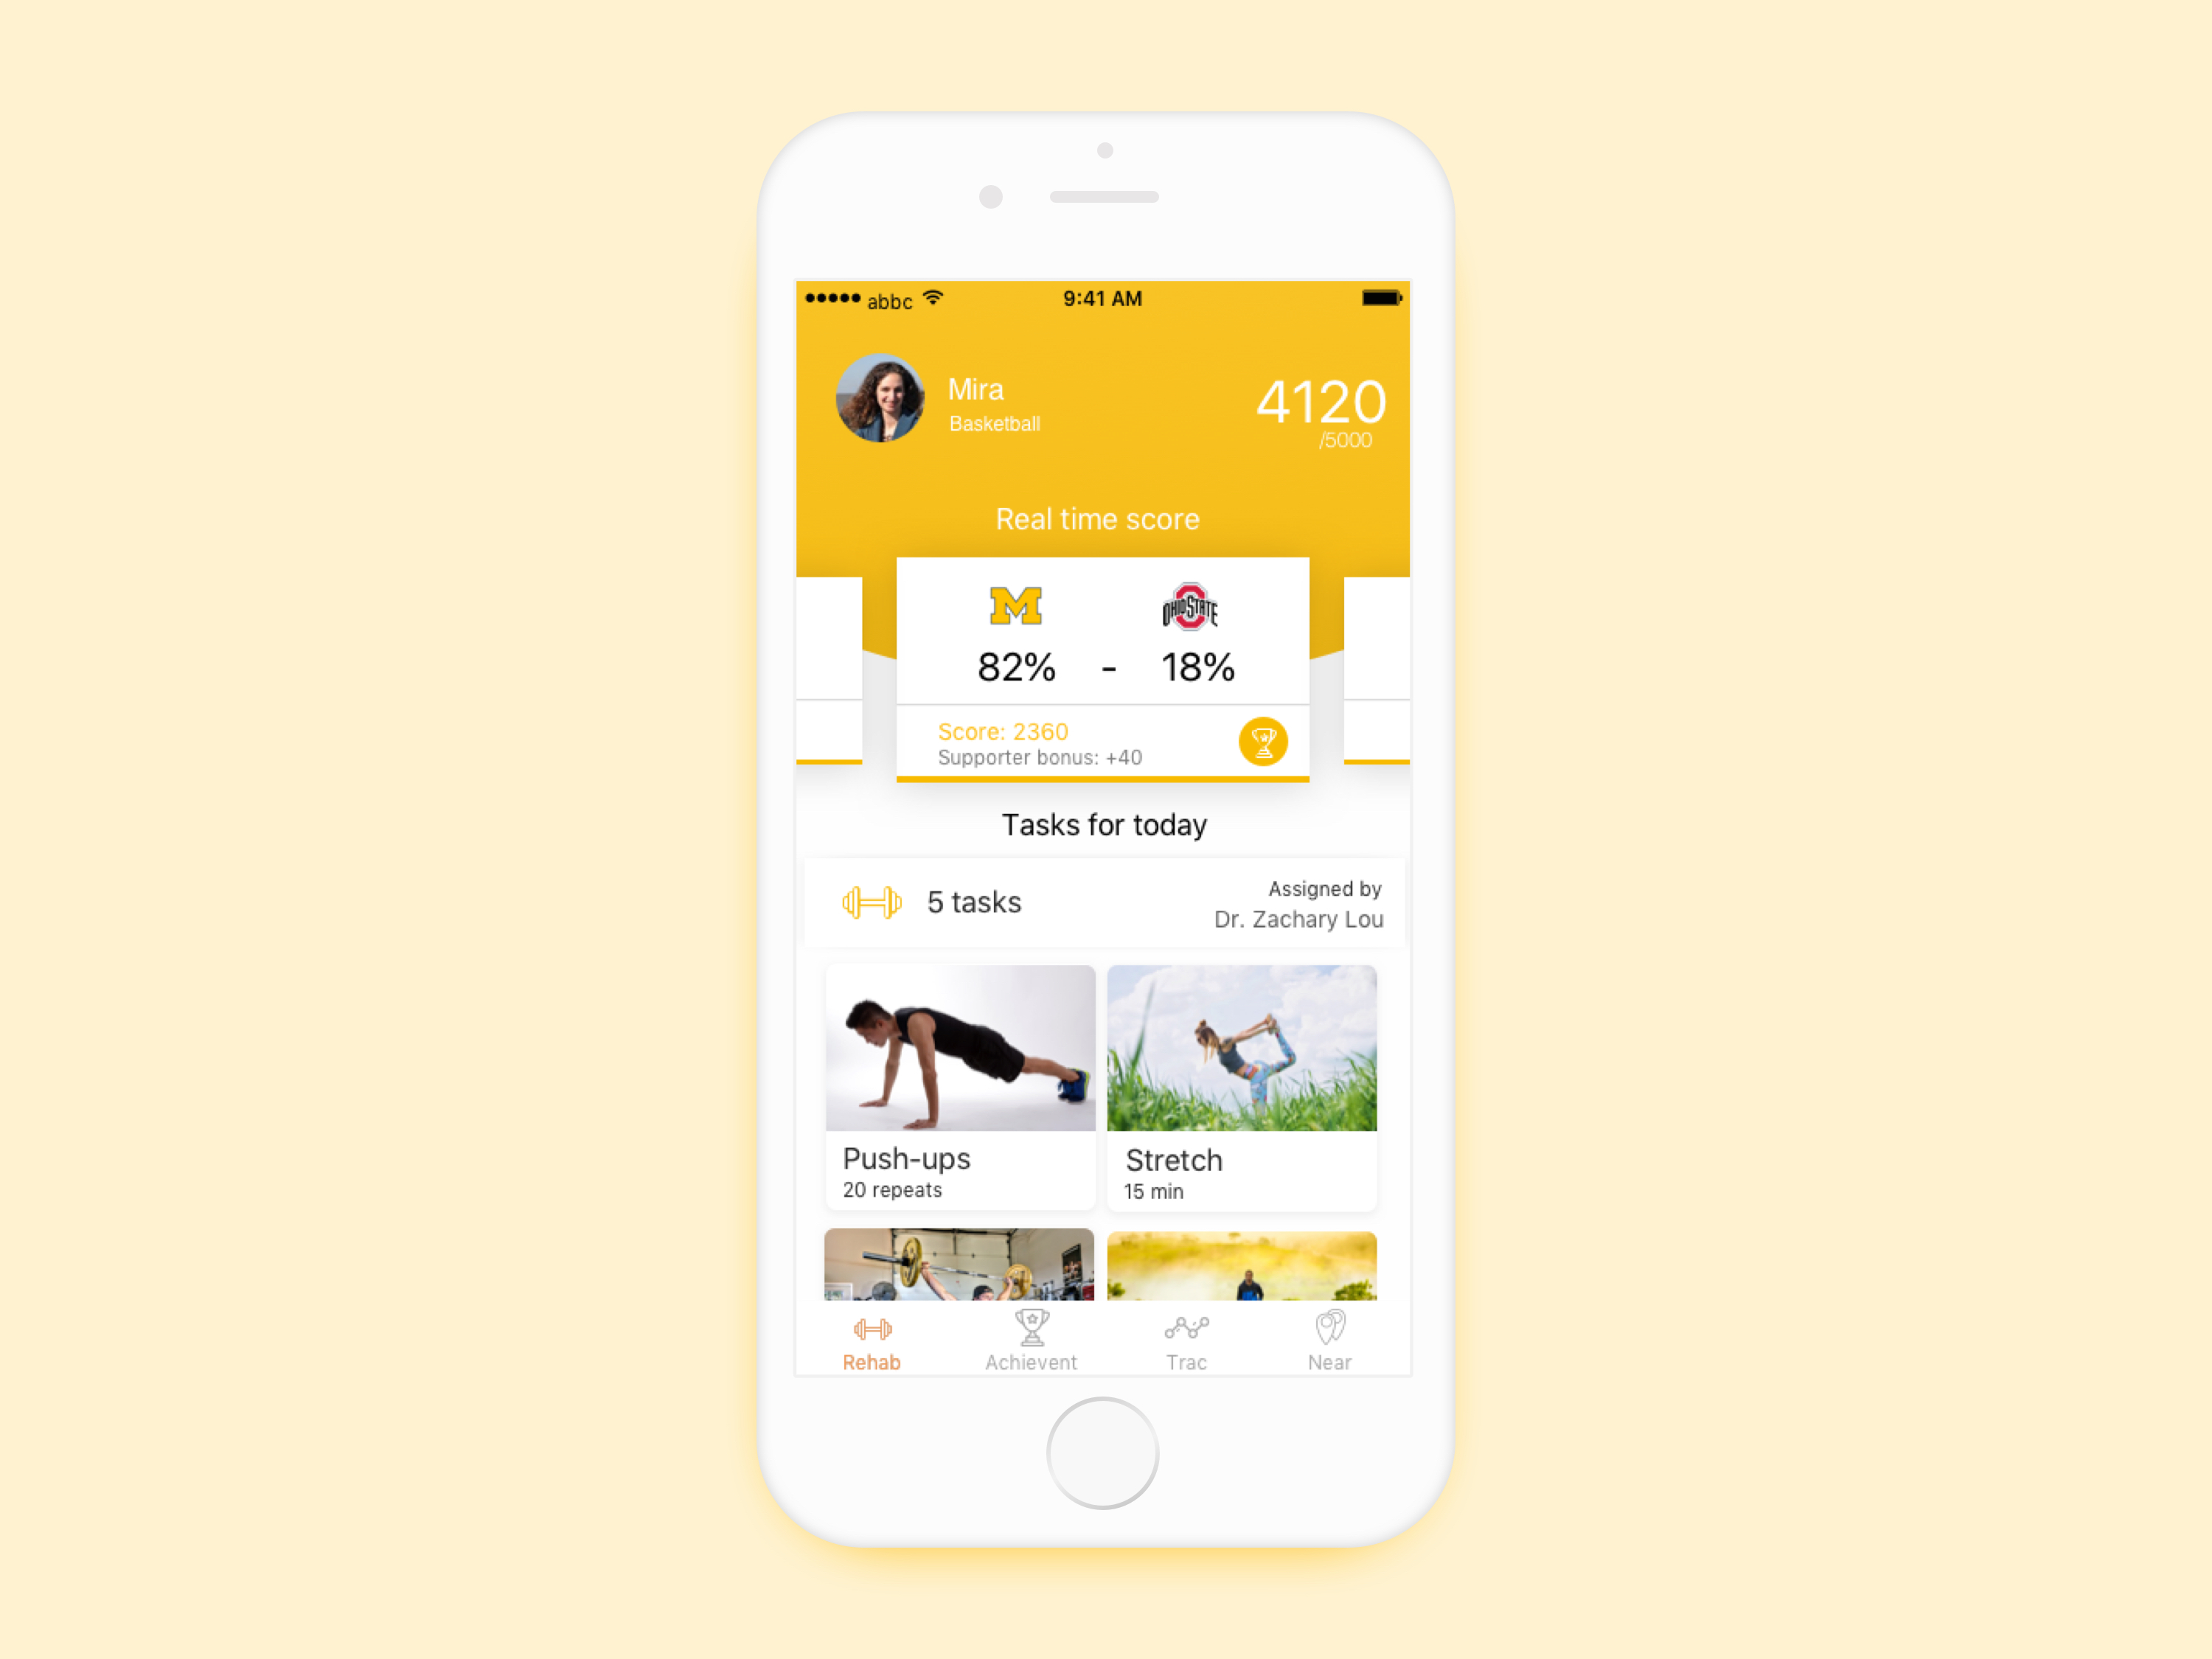 abbc
9:41 AM
Mira
Basketball
4120
/5000
Real time score
M
OHIO STATE
82% - 18%
Score: 2360
Supporter bonus: +40
Tasks for today
5 tasks
Assigned by
Dr. Zachary Lou
Push-ups
20 repeats
Stretch
15 min
Rehab
Achievent
Trac
Near